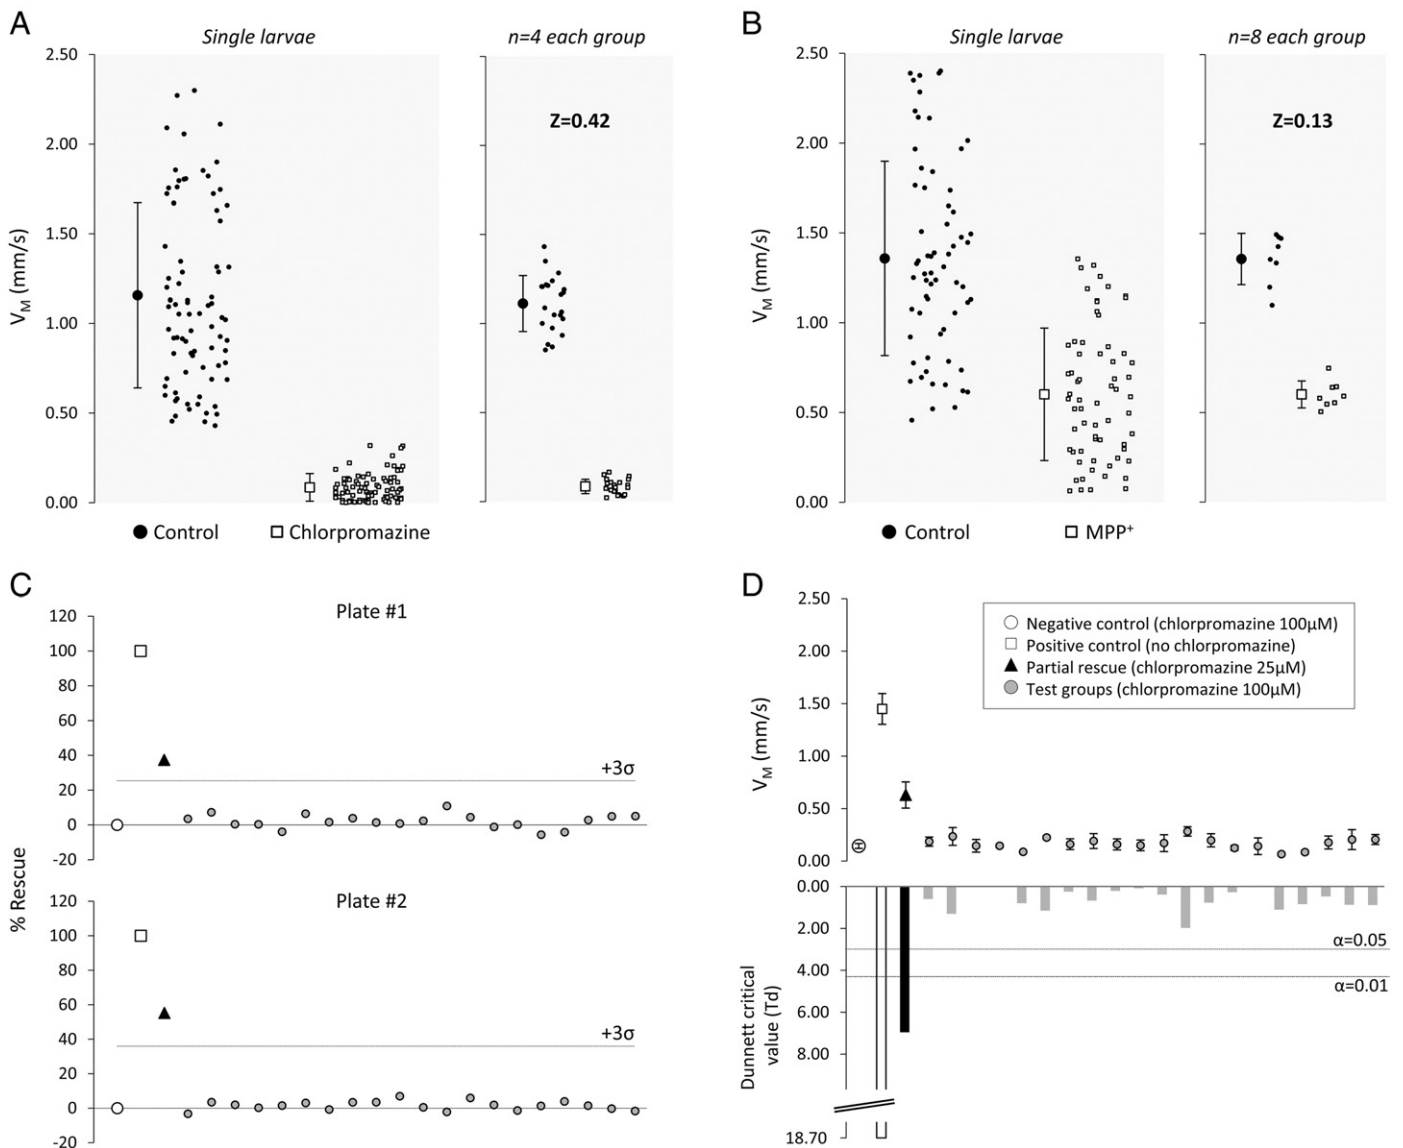 A
Single larvae
n=4 each group
2.50
2.00
1.50
1.00
0.50
0.00
V_M (mm/s)
Z=0.42
Control
Chlorpromazine
B
Single larvae
n=8 each group
2.50
2.00
1.50
1.00
0.50
0.00
V_M (mm/s)
Z=0.13
Control
MPP⁺
C
% Rescue
Plate #1
120
100
80
60
40
20
0
-20
+3σ
Plate #2
120
100
80
60
40
20
0
-20
+3σ
D
2.50
2.00
1.50
1.00
0.50
0.00
V_M (mm/s)
Negative control (chlorpromazine 100µM)
Positive control (no chlorpromazine)
Partial rescue (chlorpromazine 25µM)
Test groups (chlorpromazine 100µM)
0.00
2.00
4.00
6.00
8.00
18.70
Dunnett critical
value (Td)
α=0.05
α=0.01